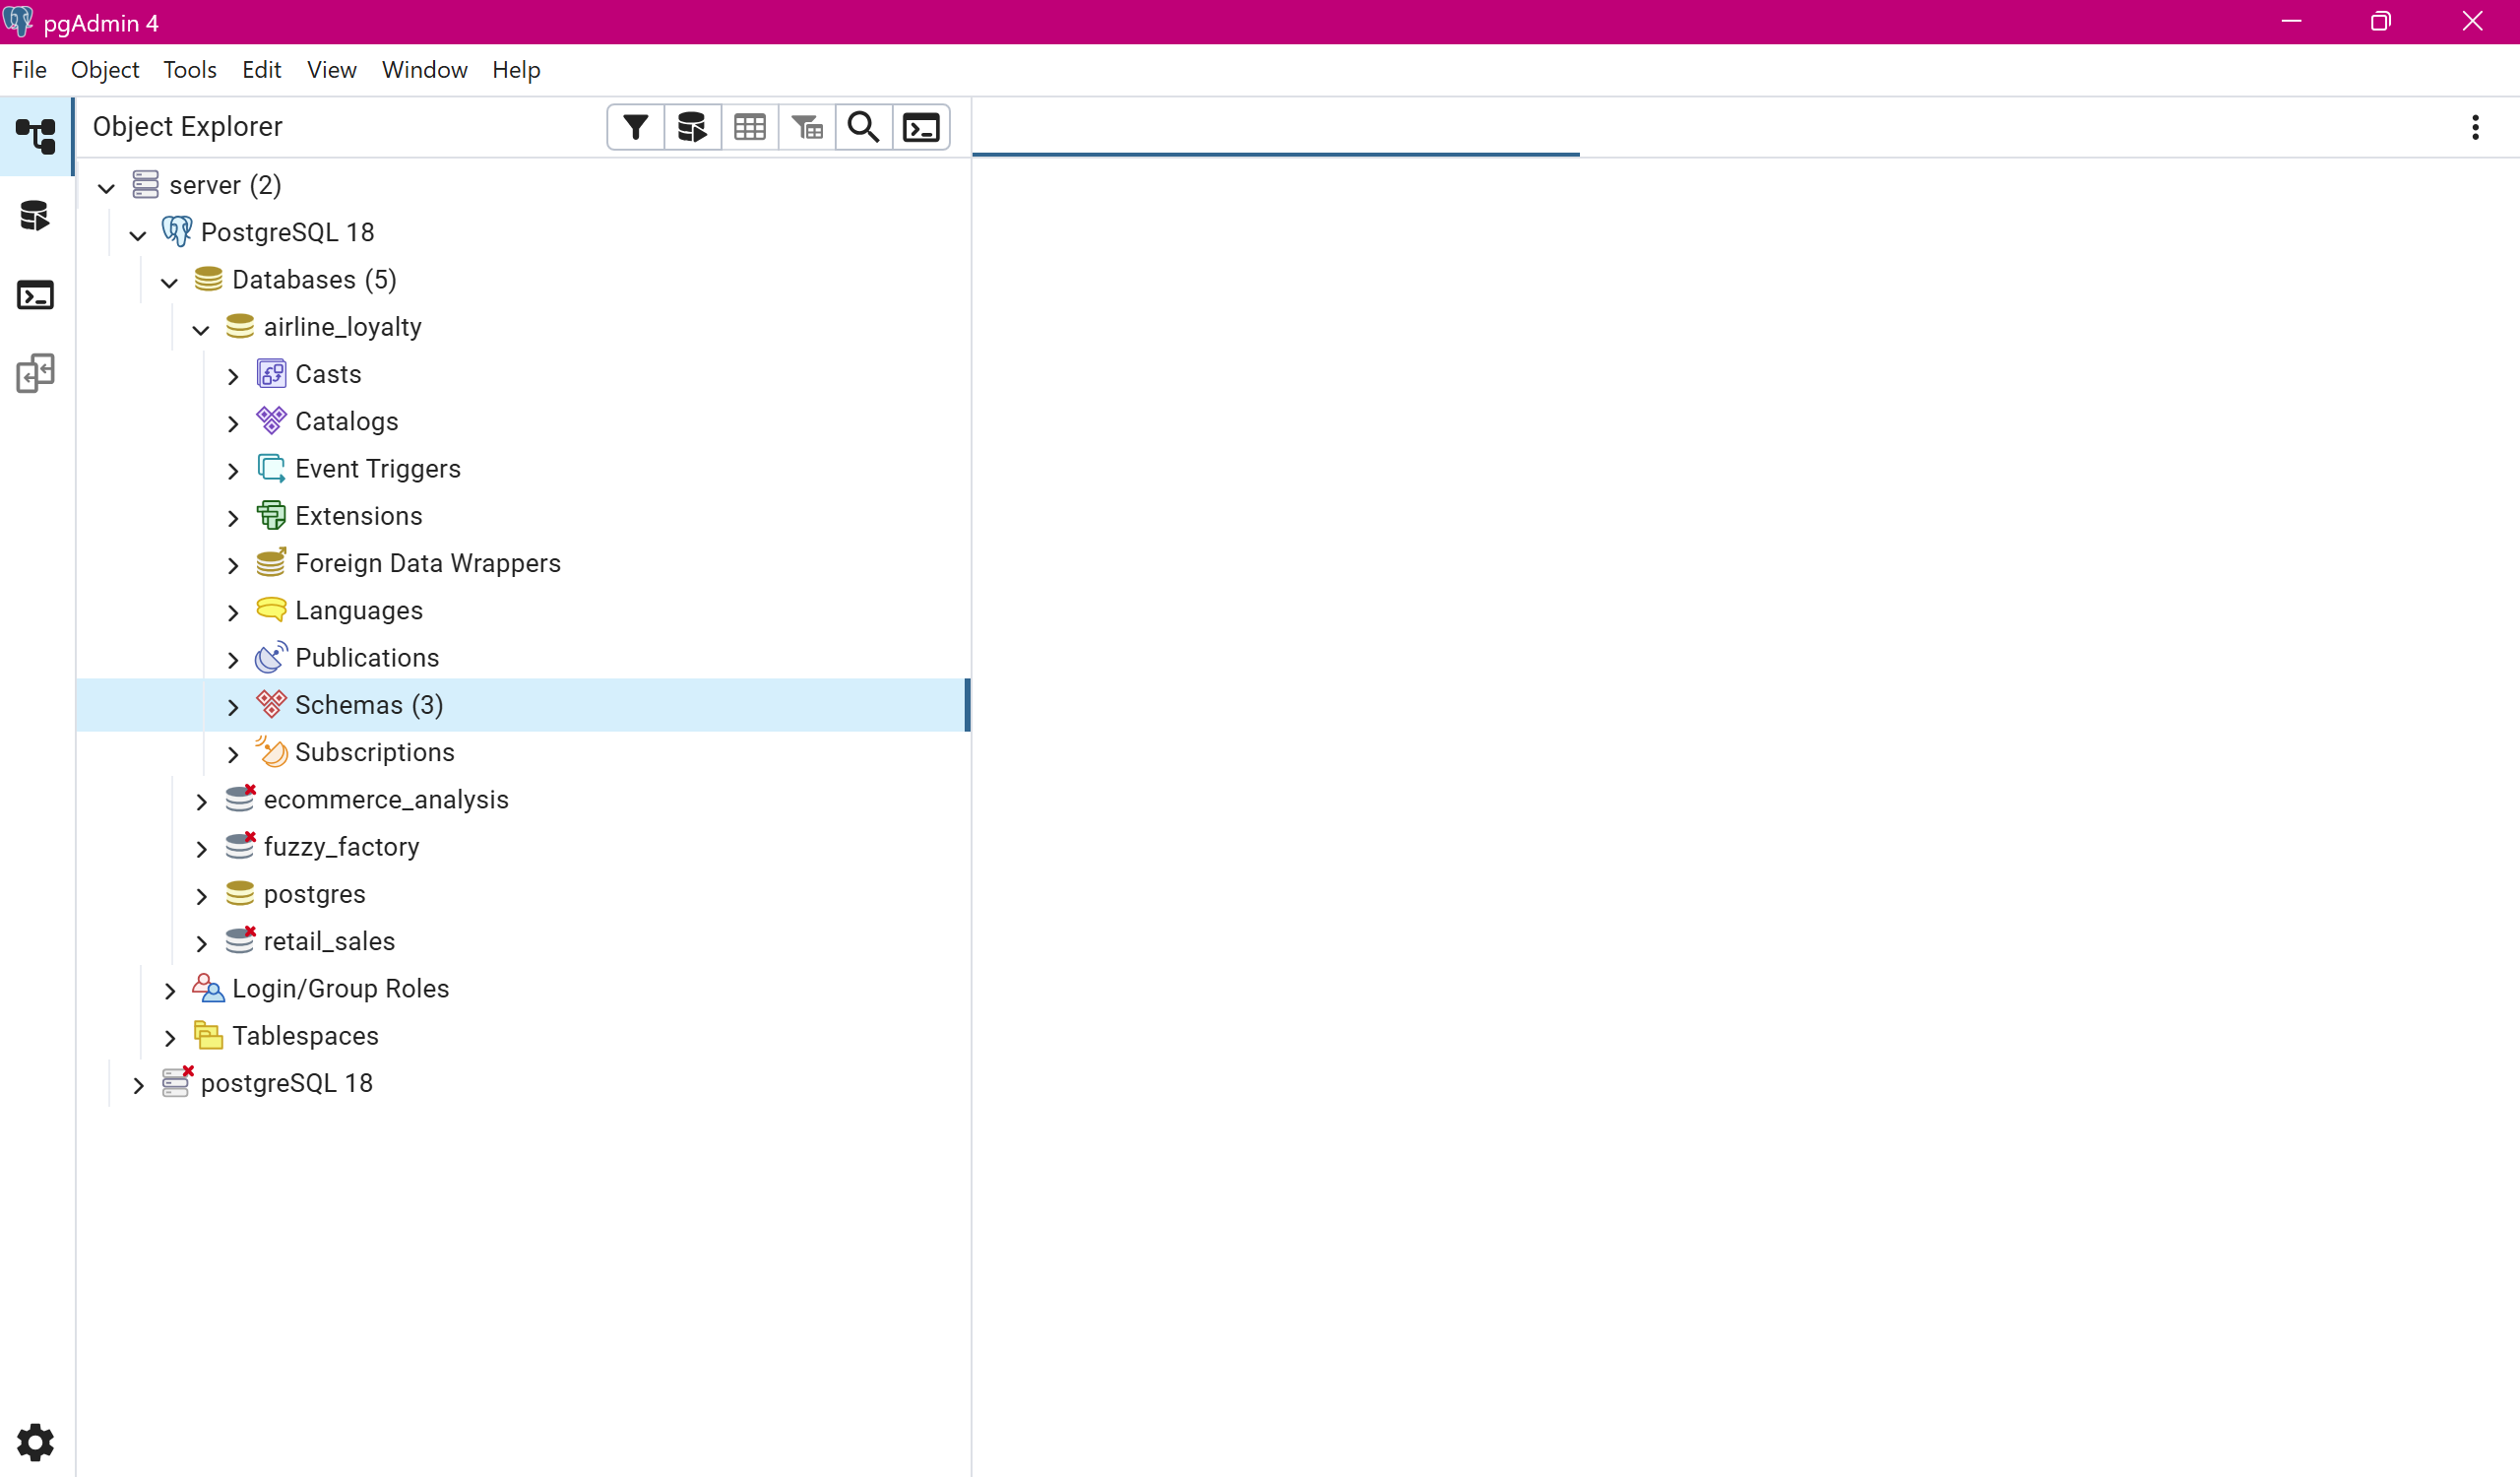 pgAdmin 4
File Object Tools Edit View Window Help
Object Explorer
server (2)
PostgreSQL 18
Databases (5)
airline_loyalty
Casts
Catalogs
Event Triggers
Extensions
Foreign Data Wrappers
Languages
Publications
Schemas (3)
Subscriptions
ecommerce_analysis
fuzzy_factory
postgres
retail_sales
Login/Group Roles
Tablespaces
postgreSQL 18